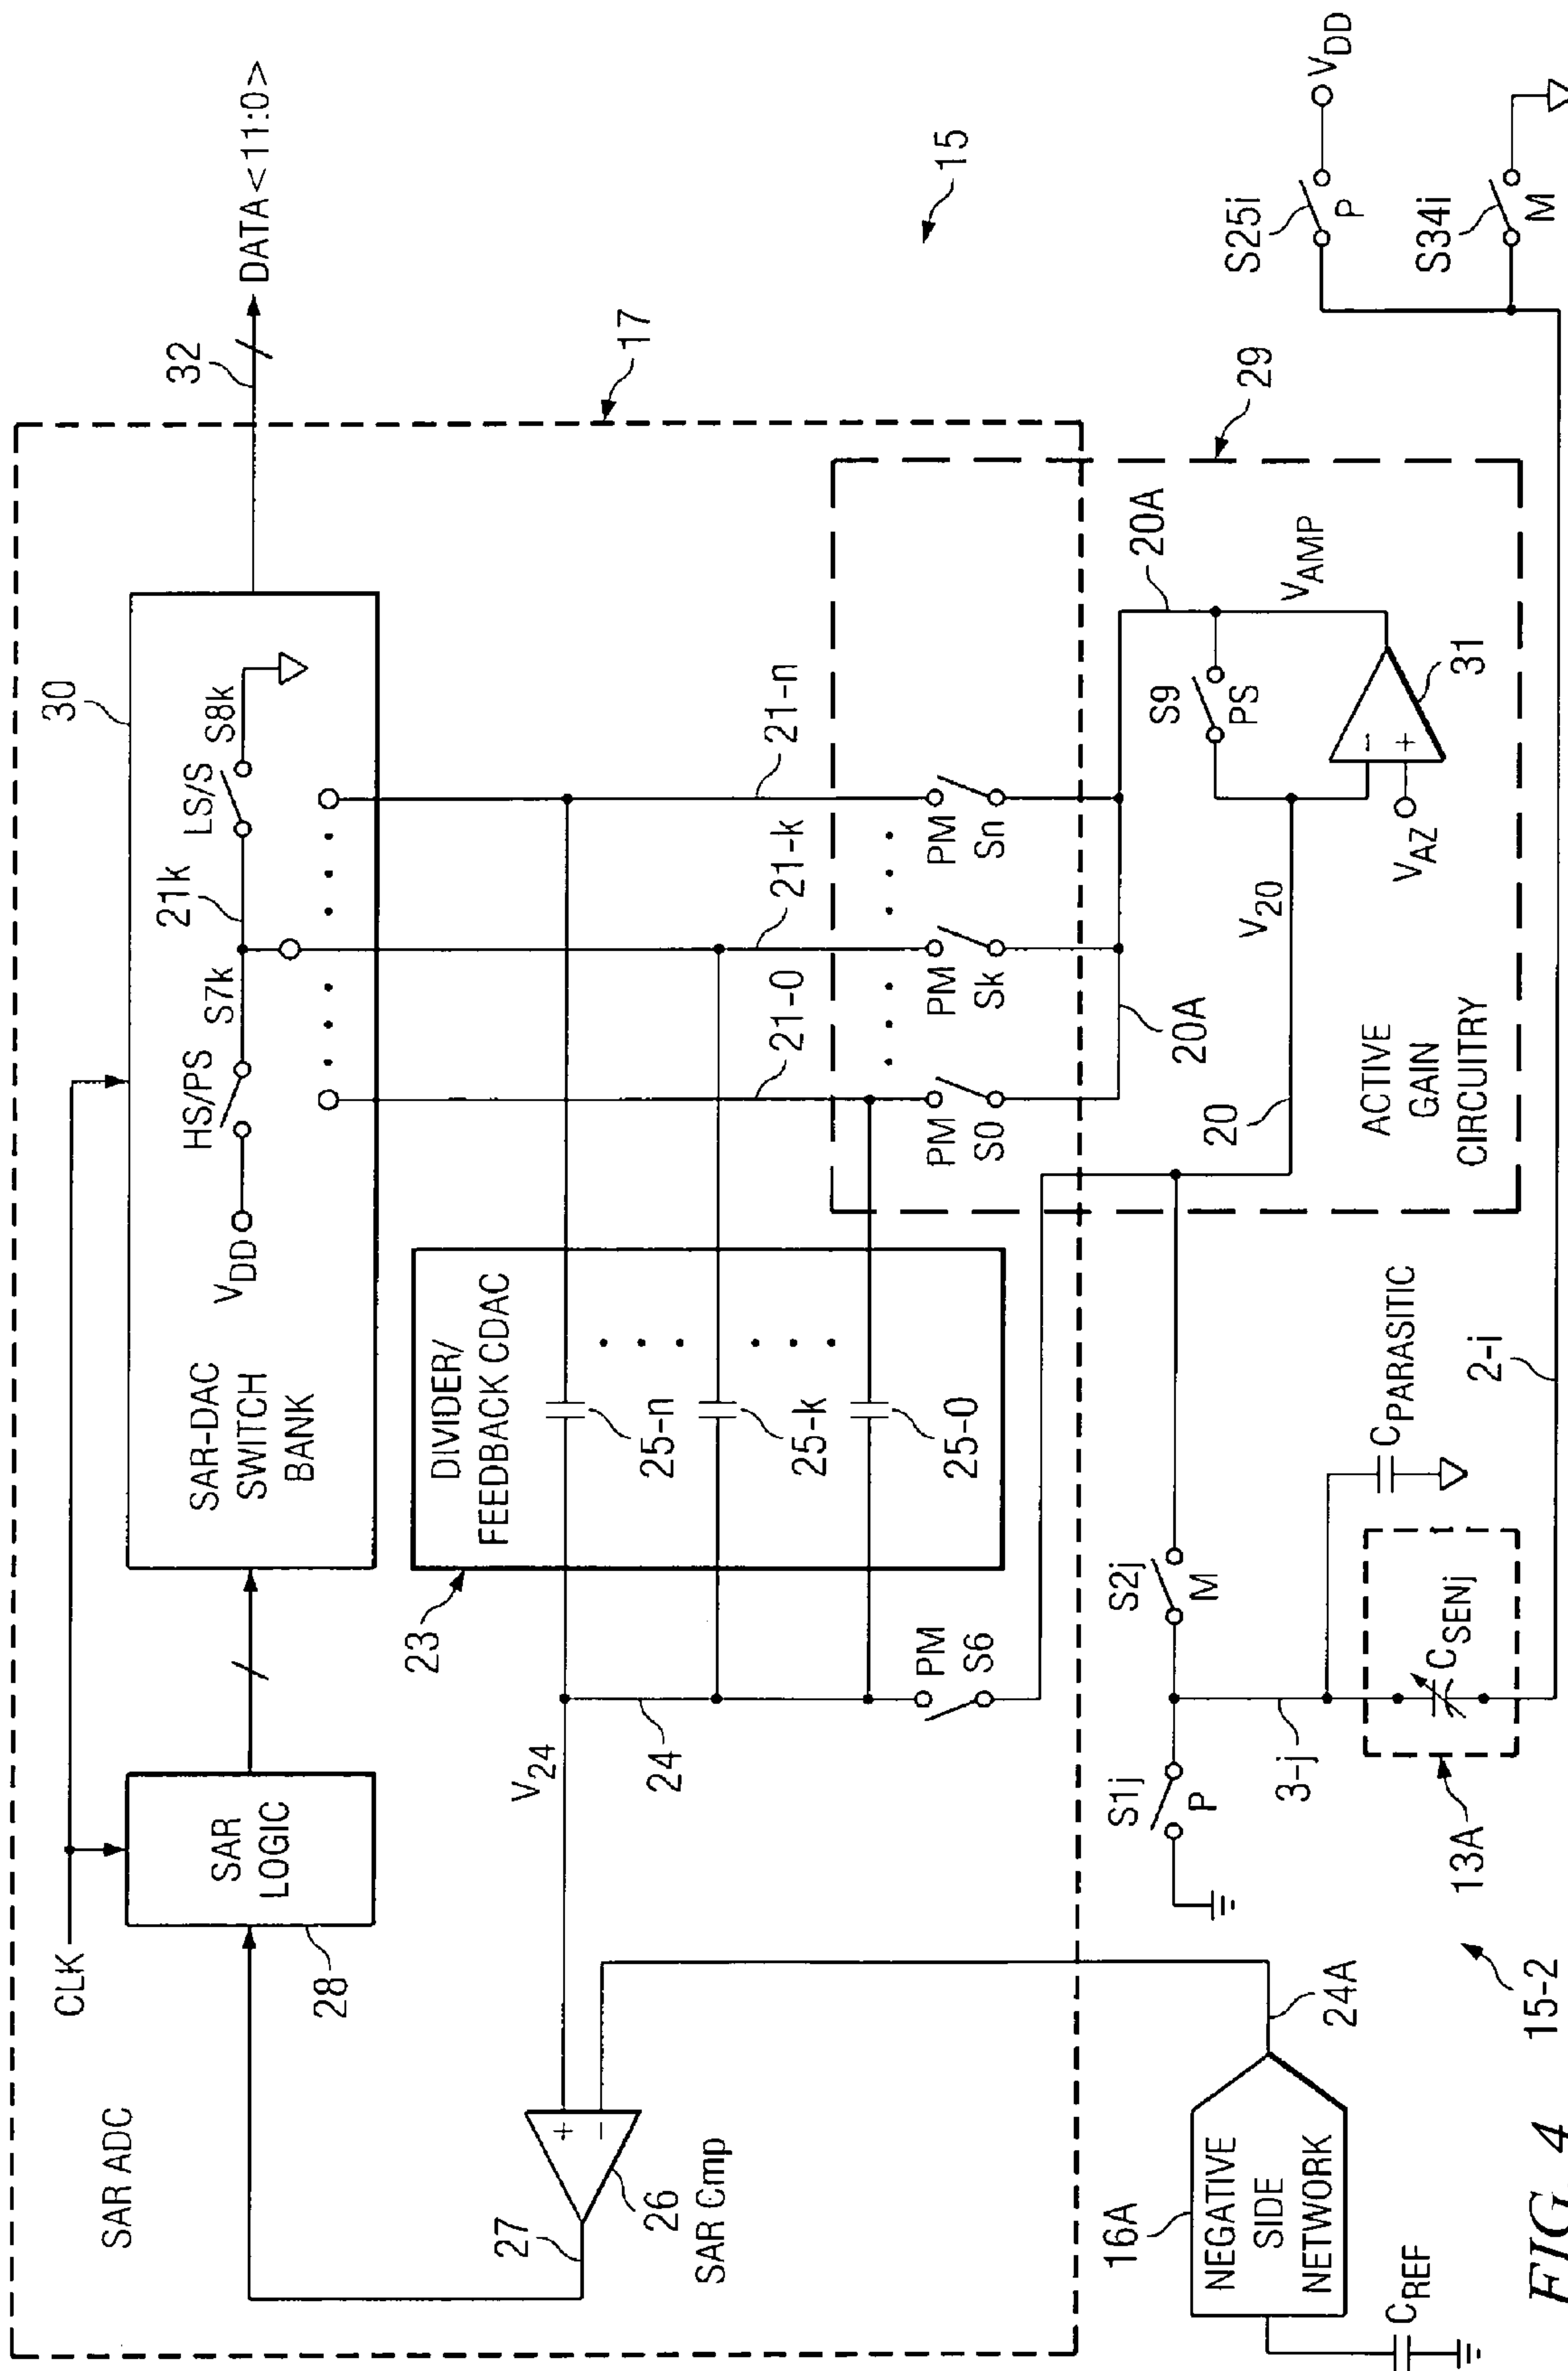 SAR ADC
CLK
SAR
LOGIC
28
SAR-DAC
SWITCH
BANK
30
VDD
HS/PS
S7k
21k
LS/S
S8k
32
DATA<11:0>
17
15
27
26
SAR Cmp
+
−
V24
24
23
DIVIDER/
FEEDBACK CDAC
25-n
25-k
25-0
PM
S6
21-0
21-k
21-n
PM
S0
PM
Sk
PM
Sn
29
20A
20A
S9
PS
VAMP
−
+
31
VAZ
V20
20
ACTIVE
GAIN
CIRCUITRY
S25i
P
VDD
S34i
M
S1j
P
S2j
M
3-j
CPARASITIC
CSENj
13A
2-i
16A
NEGATIVE
SIDE
NETWORK
24A
CREF
15-2
FIG. 4